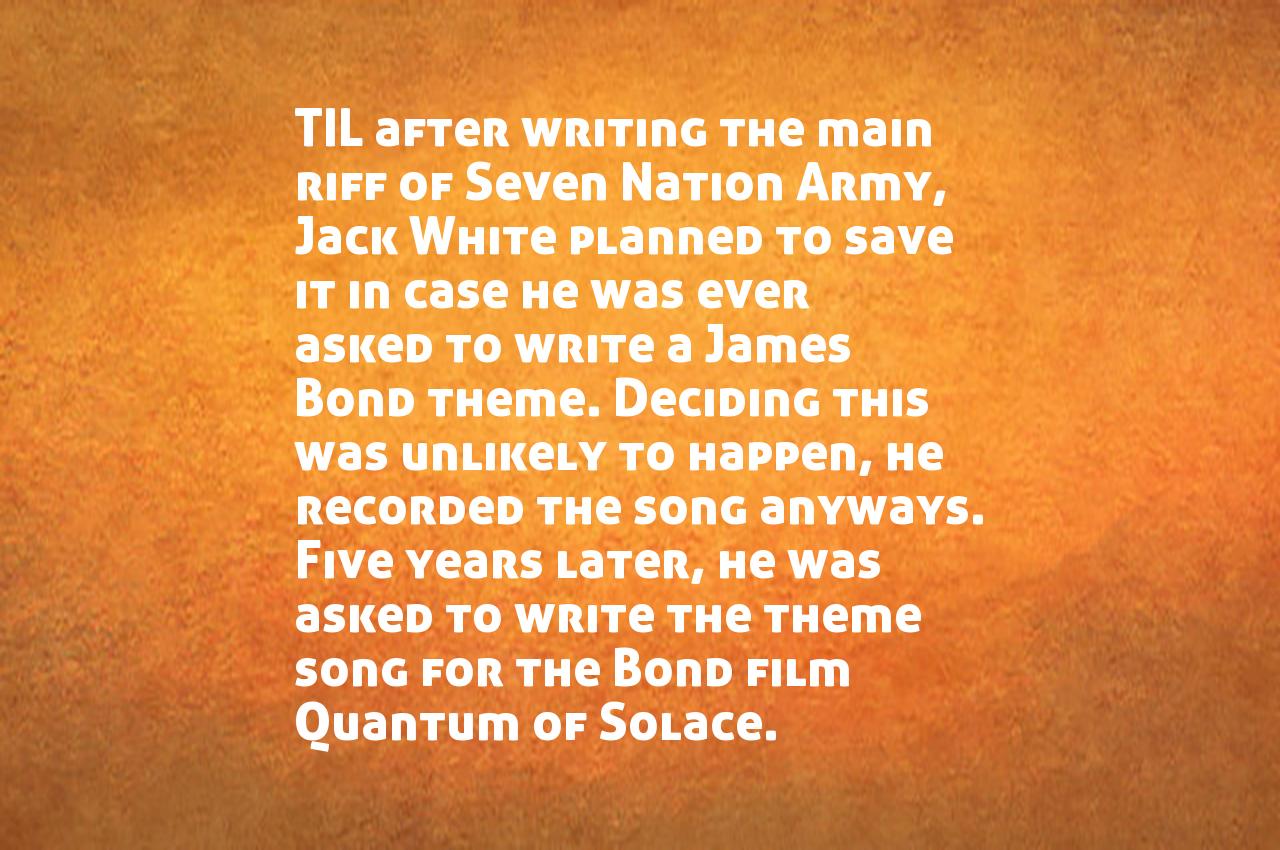 TIL after writing the main
riff of Seven Nation Army,
Jack White planned to save
it in case he was ever
asked to write a James
Bond theme. Deciding this
was unlikely to happen, he
recorded the song anyways.
Five years later, he was
asked to write the theme
song for the Bond film
Quantum of Solace.